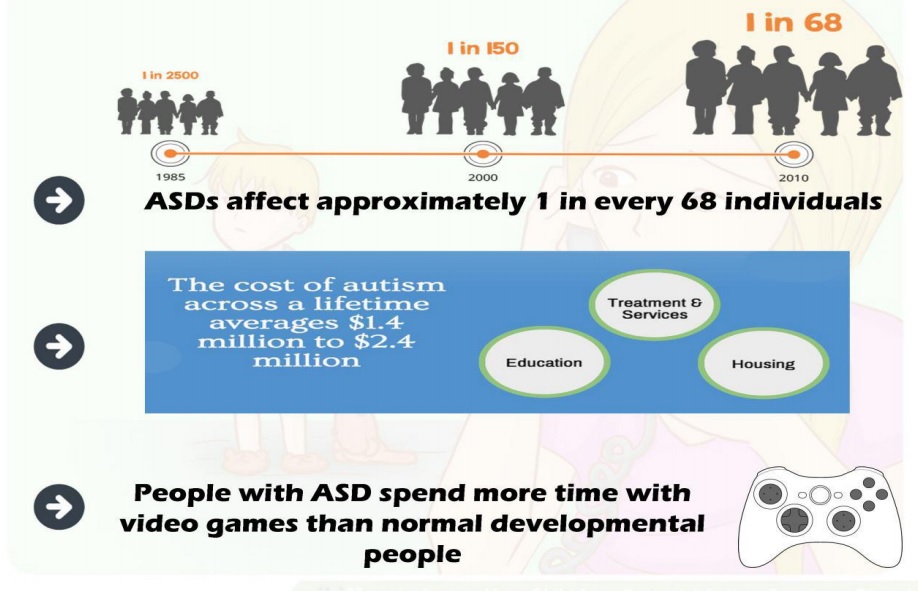 1 in 68
1 in 150
1 in 2500
1985
2000
2010
ASDs affect approximately 1 in every 68 individuals
The cost of autism
across a lifetime
averages $1.4
million to $2.4
million
Treatment &
Services
Education
Housing
People with ASD spend more time with
video games than normal developmental
people